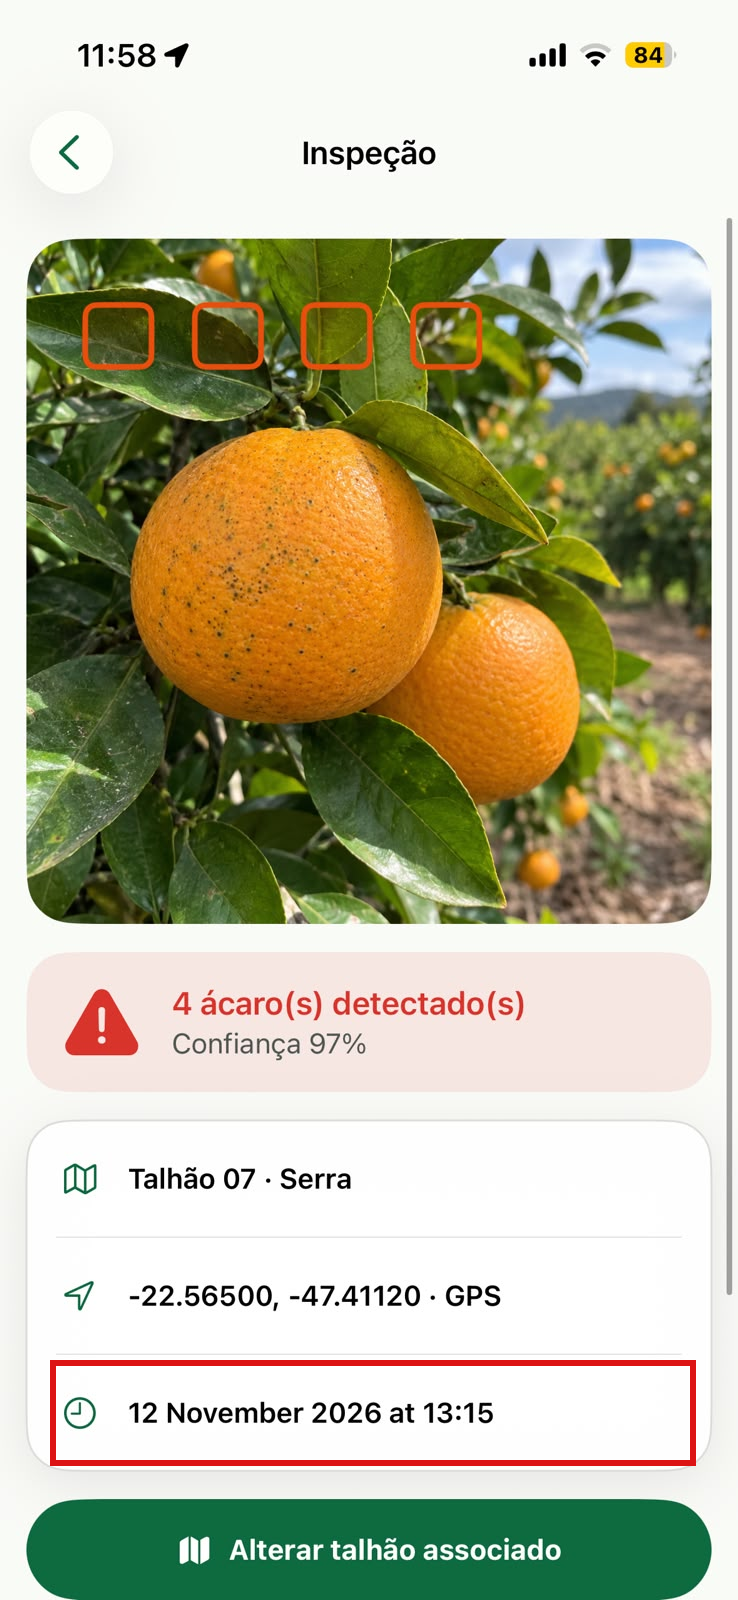 11:58
84
Inspeção
4 ácaro(s) detectado(s)
Confiança 97%
Talhão 07 · Serra
-22.56500, -47.41120 · GPS
12 November 2026 at 13:15
Alterar talhão associado